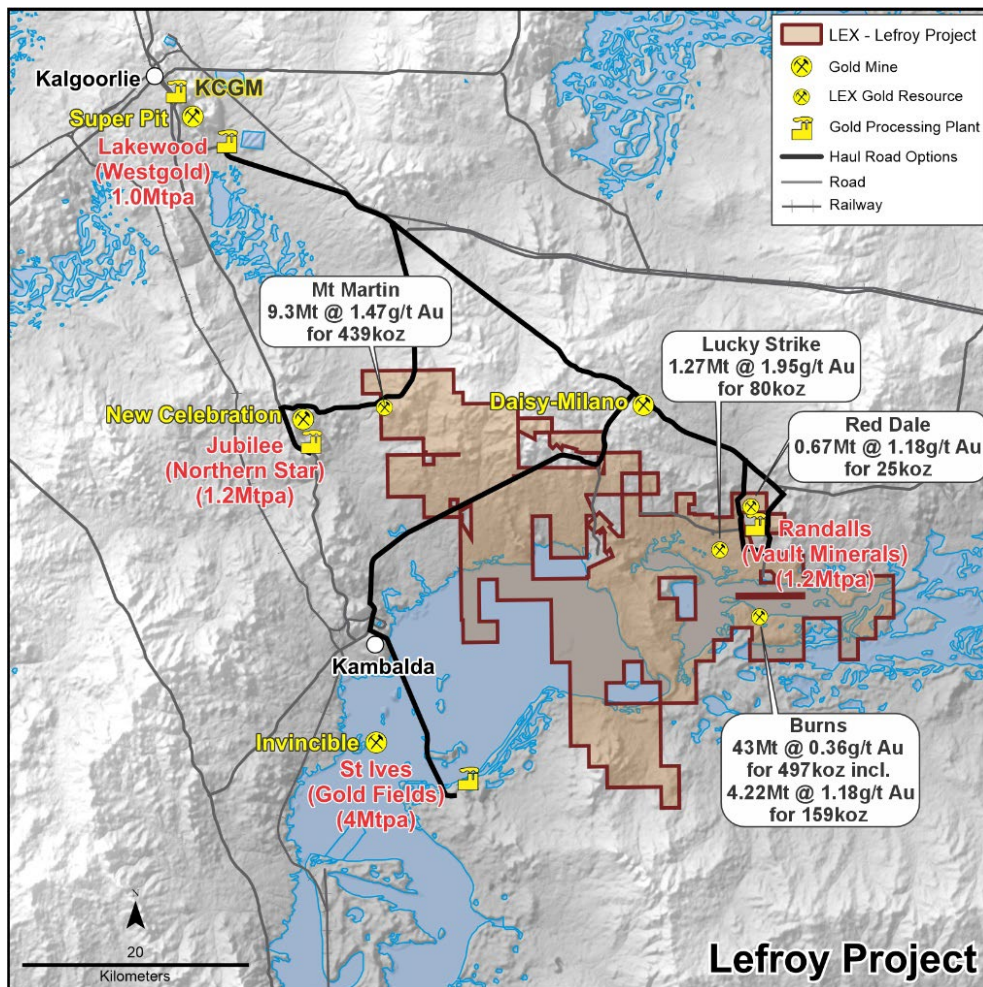 LEX - Lefroy Project
Gold Mine
LEX Gold Resource
Gold Processing Plant
Haul Road Options
Road
Railway
Kalgoorlie
KCGM
Super Pit
Lakewood
(Westgold)
1.0Mtpa
Mt Martin
9.3Mt @ 1.47g/t Au
for 439koz
Lucky Strike
1.27Mt @ 1.95g/t Au
for 80koz
Daisy-Milano
New Celebration
Jubilee
(Northern Star)
(1.2Mtpa)
Red Dale
0.67Mt @ 1.18g/t Au
for 25koz
Randalls
(Vault Minerals)
(1.2Mtpa)
Kambalda
Invincible
St Ives
(Gold Fields)
(4Mtpa)
Burns
43Mt @ 0.36g/t Au
for 497koz incl.
4.22Mt @ 1.18g/t Au
for 159koz
N
20
Kilometers
Lefroy Project